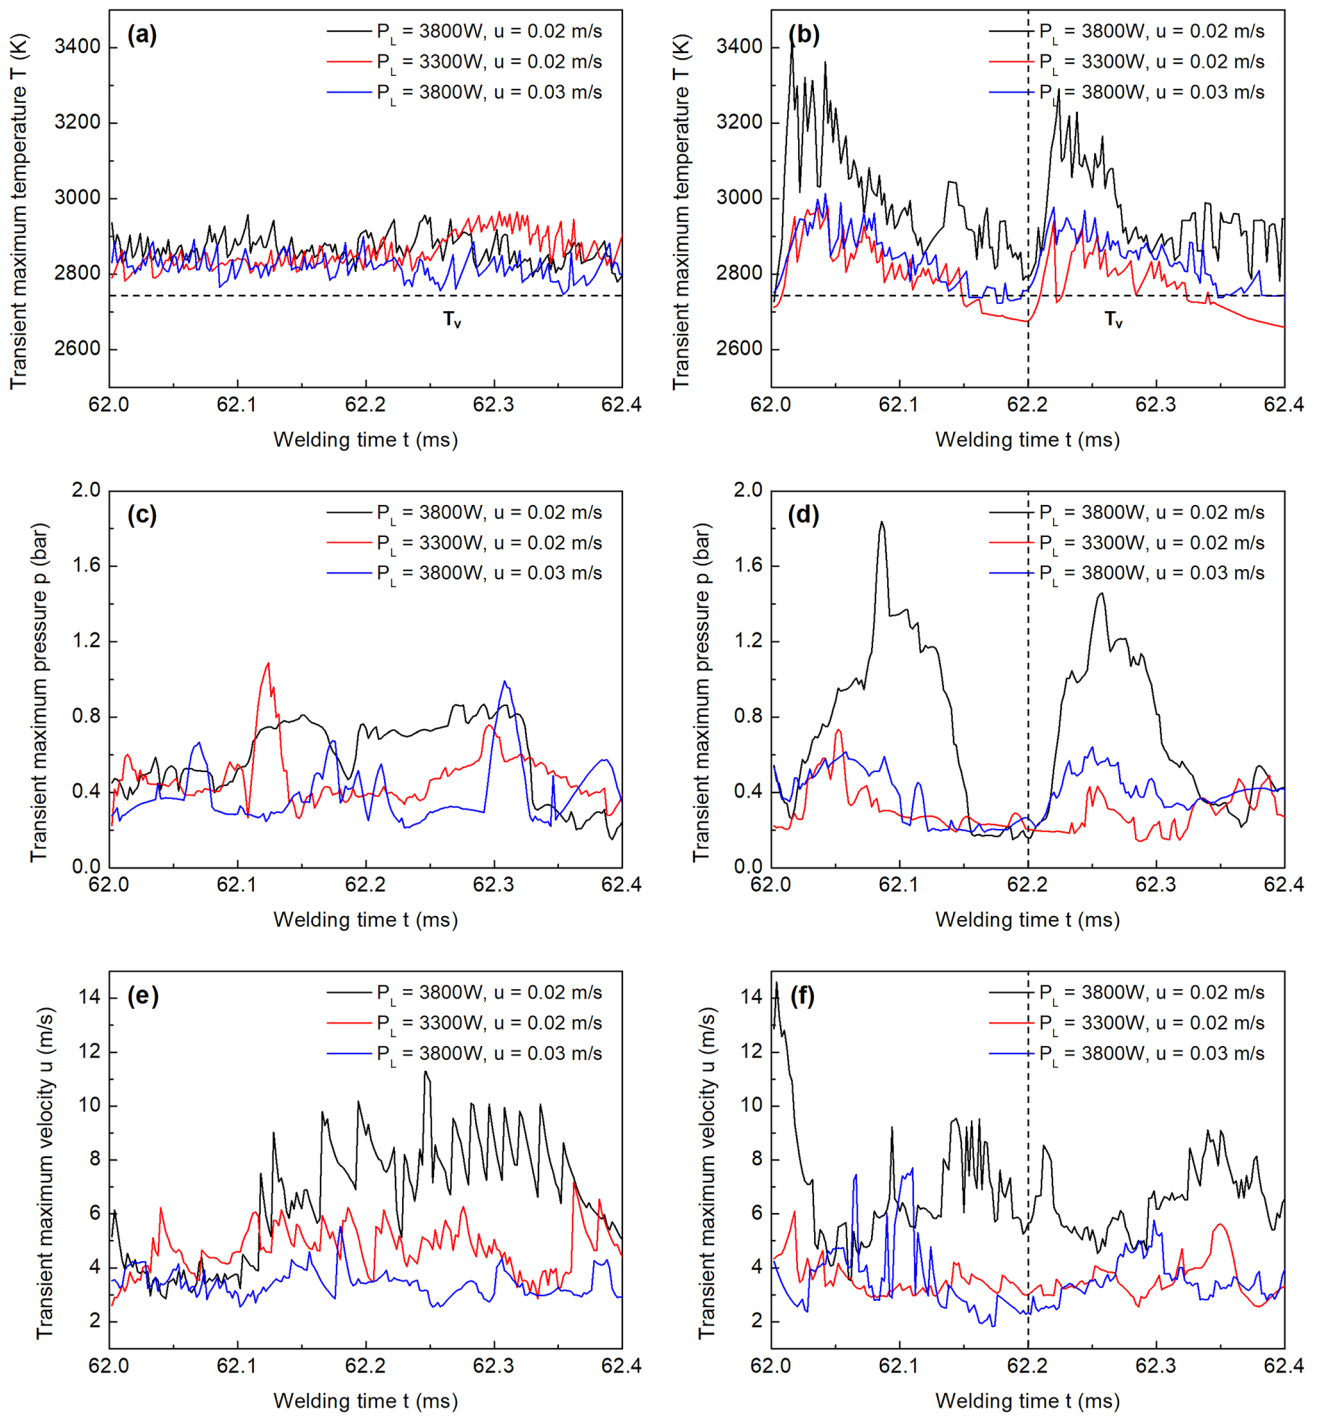 (a)
P_L = 3800W, u = 0.02 m/s
P_L = 3300W, u = 0.02 m/s
P_L = 3800W, u = 0.03 m/s
Transient maximum temperature T (K)
3400
3200
3000
2800
2600
T_v
62.0 62.1 62.2 62.3 62.4
Welding time t (ms)
(b)
P_L = 3800W, u = 0.02 m/s
P_L = 3300W, u = 0.02 m/s
P_L = 3800W, u = 0.03 m/s
Transient maximum temperature T (K)
3400
3200
3000
2800
2600
T_v
62.0 62.1 62.2 62.3 62.4
Welding time t (ms)
(c)
P_L = 3800W, u = 0.02 m/s
P_L = 3300W, u = 0.02 m/s
P_L = 3800W, u = 0.03 m/s
Transient maximum pressure p (bar)
2.0
1.6
1.2
0.8
0.4
0.0
62.0 62.1 62.2 62.3 62.4
Welding time t (ms)
(d)
P_L = 3800W, u = 0.02 m/s
P_L = 3300W, u = 0.02 m/s
P_L = 3800W, u = 0.03 m/s
Transient maximum pressure p (bar)
2.0
1.6
1.2
0.8
0.4
0.0
62.0 62.1 62.2 62.3 62.4
Welding time t (ms)
(e)
P_L = 3800W, u = 0.02 m/s
P_L = 3300W, u = 0.02 m/s
P_L = 3800W, u = 0.03 m/s
Transient maximum velocity u (m/s)
14
12
10
8
6
4
2
62.0 62.1 62.2 62.3 62.4
Welding time t (ms)
(f)
P_L = 3800W, u = 0.02 m/s
P_L = 3300W, u = 0.02 m/s
P_L = 3800W, u = 0.03 m/s
Transient maximum velocity u (m/s)
14
12
10
8
6
4
2
62.0 62.1 62.2 62.3 62.4
Welding time t (ms)